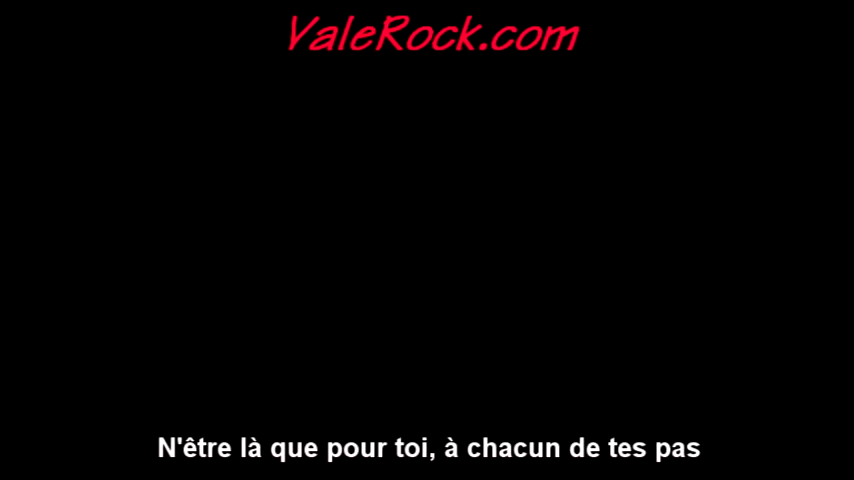 ValeRock.com
N'être là que pour toi, à chacun de tes pas